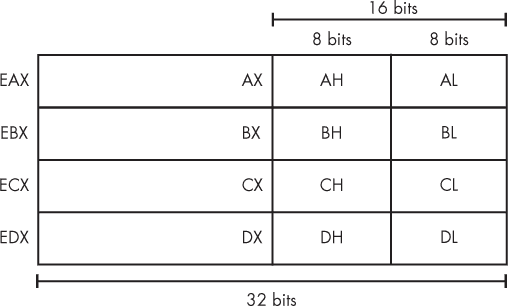 16 bits
8 bits 8 bits
EAX AX AH AL
EBX BX BH BL
ECX CX CH CL
EDX DX DH DL
32 bits